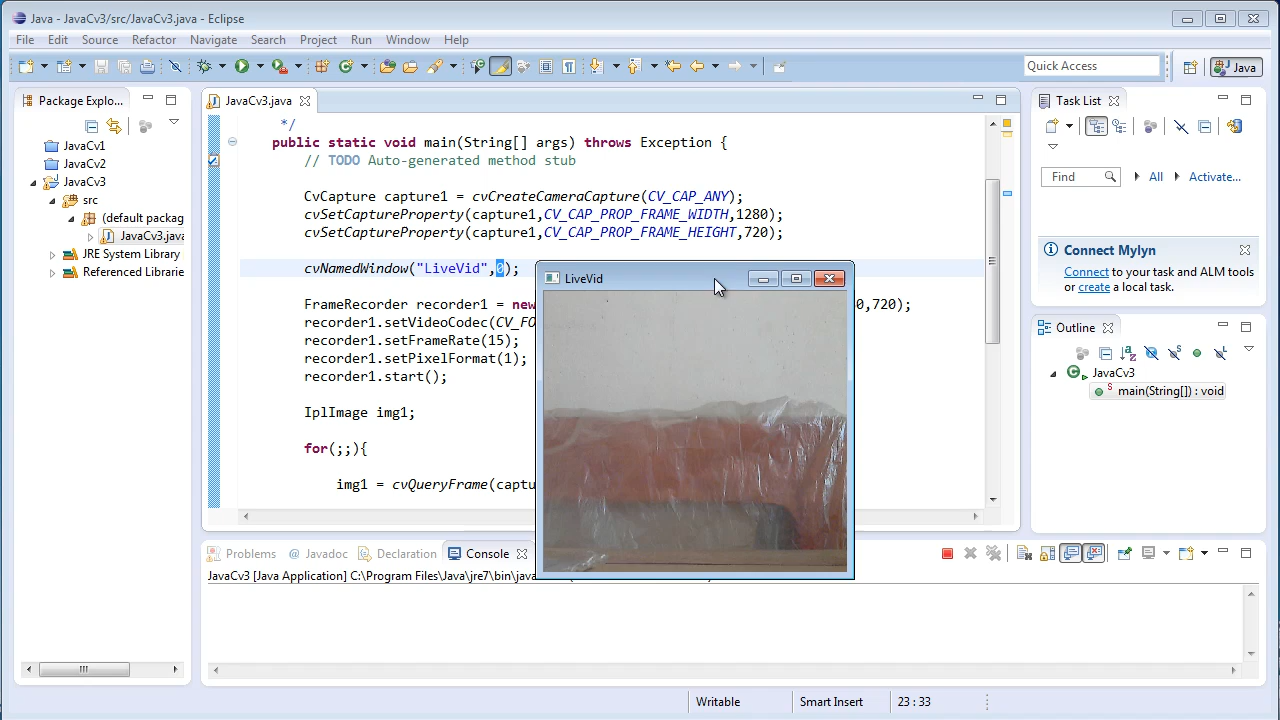 Java - JavaCv3/src/JavaCv3.java - Eclipse
File Edit Source Refactor Navigate Search Project Run Window Help
Quick Access
Java
Package Explo...
JavaCv1
JavaCv2
JavaCv3
src
(default packag
JavaCv3.java
JRE System Library
Referenced Librarie
JavaCv3.java
*/
public static void main(String[] args) throws Exception {
// TODO Auto-generated method stub
CvCapture capture1 = cvCreateCameraCapture(CV_CAP_ANY);
cvSetCaptureProperty(capture1,CV_CAP_PROP_FRAME_WIDTH,1280);
cvSetCaptureProperty(capture1,CV_CAP_PROP_FRAME_HEIGHT,720);
cvNamedWindow("LiveVid",0);
FrameRecorder recorder1 = new 0,720);
recorder1.setVideoCodec(CV_FO
recorder1.setFrameRate(15);
recorder1.setPixelFormat(1);
recorder1.start();
IplImage img1;
for(;;){
img1 = cvQueryFrame(captu
LiveVid
Task List
Find All Activate...
Connect Mylyn
Connect to your task and ALM tools
or create a local task.
Outline
JavaCv3
main(String[]) : void
Problems @ Javadoc Declaration Console
JavaCv3 [Java Application] C:\Program Files\Java\jre7\bin\java
Writable Smart Insert 23 : 33